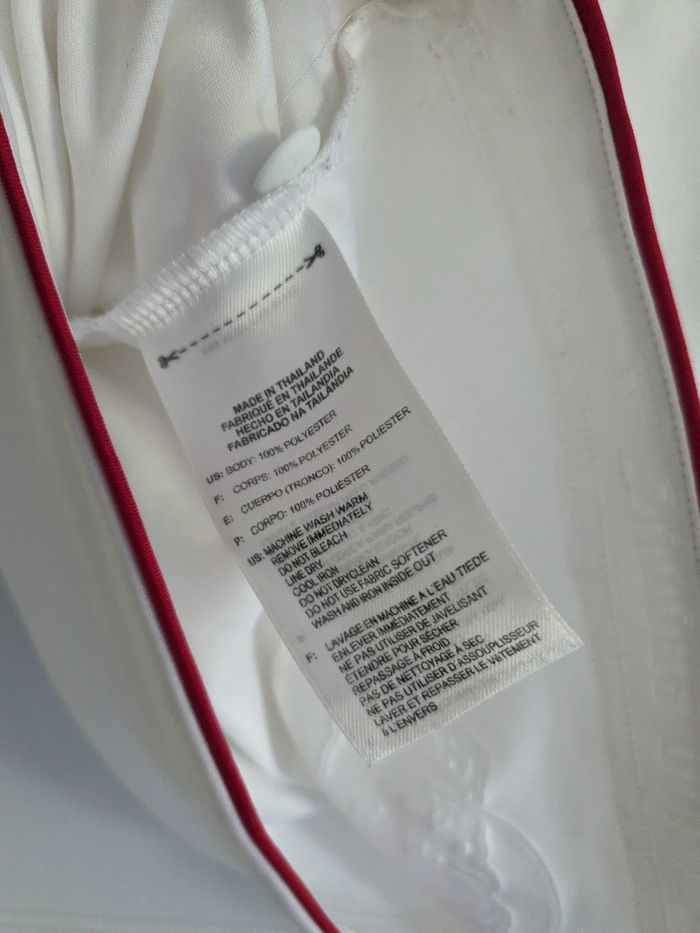 MADE IN THAILAND
FABRIQUÉ EN THAILANDE
HECHO EN TAILANDIA
FABRICADO NA TAILÂNDIA
US: BODY: 100% POLYESTER
F: CORPS: 100% POLYESTER
E: CUERPO (TRONCO): 100% POLIESTER
P: CORPO: 100% POLIÉSTER
US: MACHINE WASH WARM
REMOVE IMMEDIATELY
DO NOT BLEACH
LINE DRY
COOL IRON
DO NOT DRYCLEAN
DO NOT USE FABRIC SOFTENER
WASH AND IRON INSIDE OUT
F: LAVAGE EN MACHINE À L'EAU TIEDE
ENLEVER IMMÉDIATEMENT
NE PAS UTILISER DE JAVELISANT
ÉTENDRE POUR SÉCHER
REPASSAGE À FROID
PAS DE NETTOYAGE À SEC
NE PAS UTILISER D'ASSOUPLISSEUR
LAVER ET REPASSER LE VÊTEMENT
à L'ENVERS